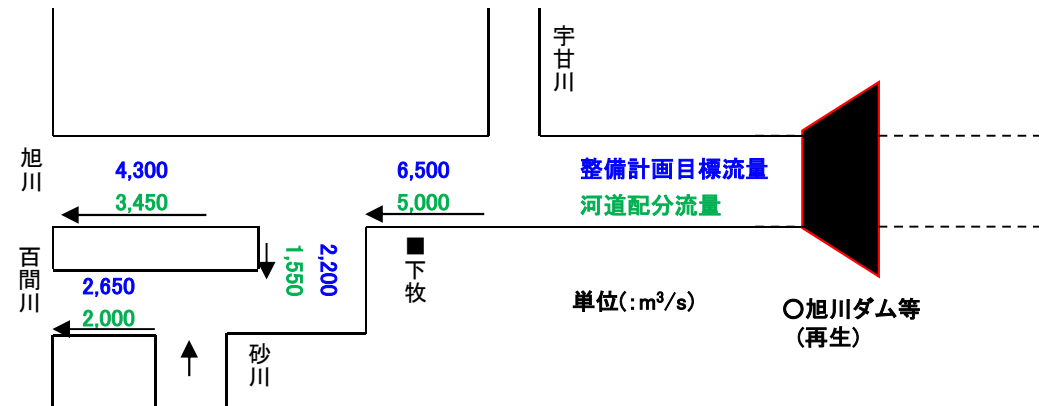 宇甘川
旭川
4,300
3,450
6,500
5,000
整備計画目標流量
河道配分流量
百間川
2,650
2,000
1,550
2,200
■
下牧
単位(:m³/s)
○旭川ダム等
(再生)
砂川